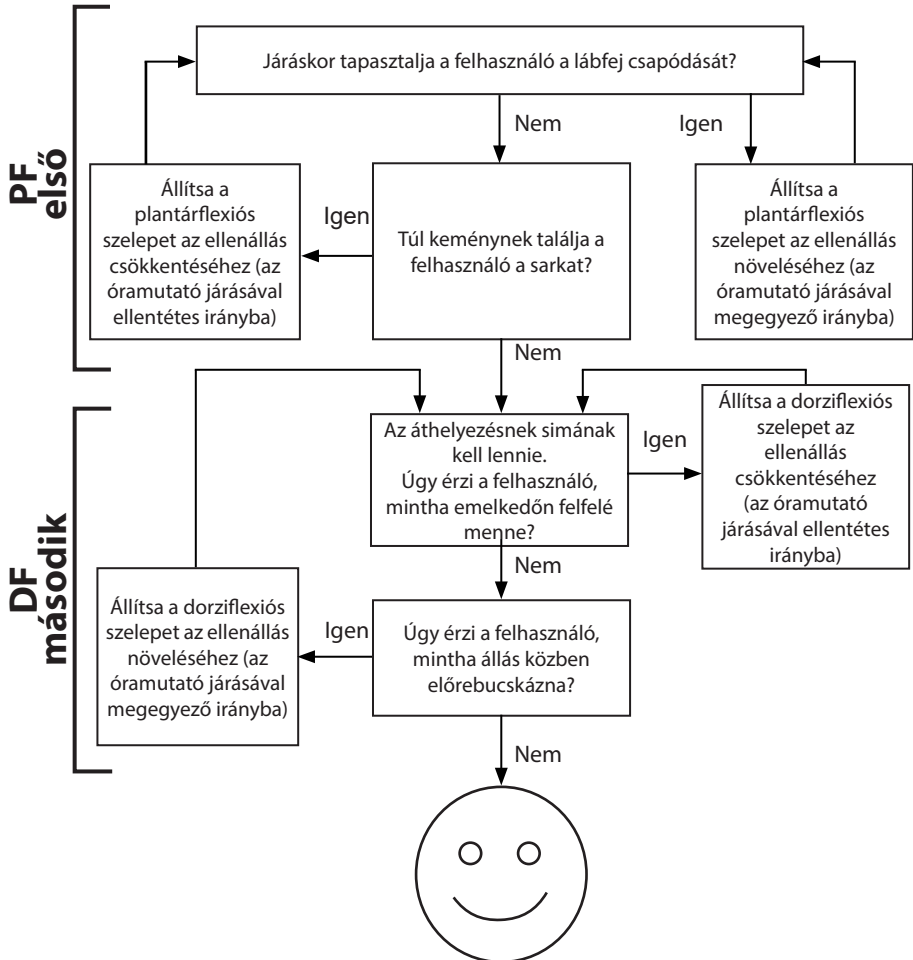 PF
első
Járáskor tapasztalja a felhasználó a lábfej csapódását?
Nem
Igen
Állítsa a
plantárflexiós
szelepet az ellenállás
csökkentéséhez (az
óramutató járásával
ellentétes irányba)
Igen
Túl keménynek találja a
felhasználó a sarkat?
Állítsa a
plantárflexiós
szelepet az ellenállás
növeléséhez (az
óramutató járásával
megegyező irányba)
Nem
DF
második
Az áthelyezésnek simának
kell lennie.
Úgy érzi a felhasználó,
mintha emelkedőn felfelé
menne?
Igen
Állítsa a dorziflexiós
szelepet az
ellenállás
csökkentéséhez
(az óramutató
járásával ellentétes
irányba)
Nem
Állítsa a dorziflexiós
szelepet az ellenállás
növeléséhez (az
óramutató járásával
megegyező irányba)
Igen
Úgy érzi a felhasználó,
mintha állás közben
előrebucskázna?
Nem